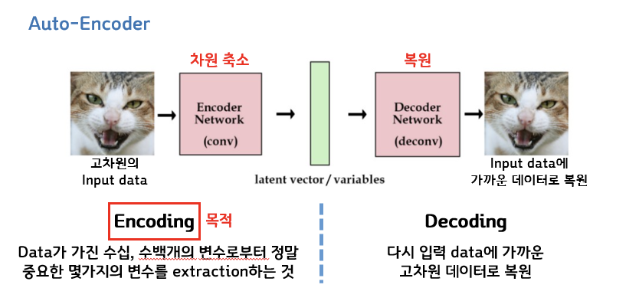 Auto-Encoder
차원 축소
복원
Encoder
Network
(conv)
Decoder
Network
(deconv)
고차원의
Input data
latent vector / variables
Input data에
가까운 데이터로 복원
Encoding 목적
Data가 가진 수십, 수백개의 변수로부터 정말
중요한 몇가지의 변수를 extraction하는 것
Decoding
다시 입력 data에 가까운
고차원 데이터로 복원